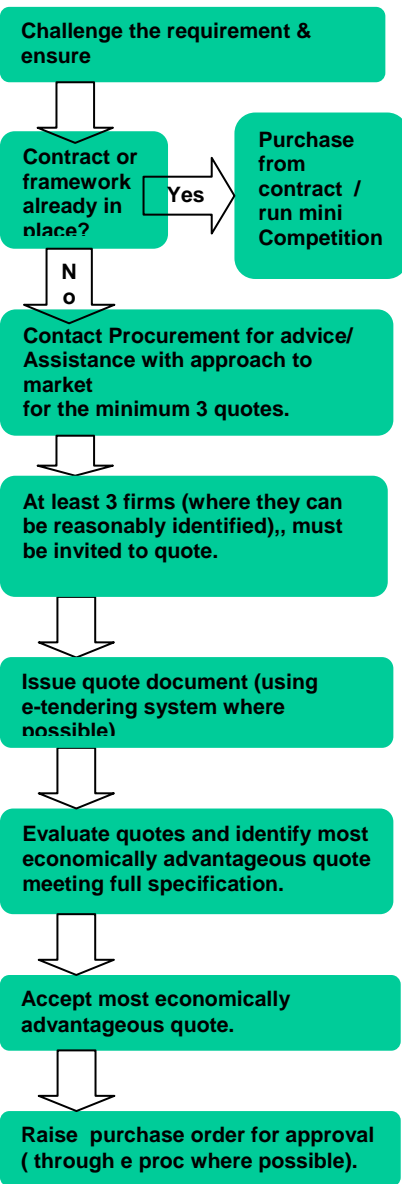 Challenge the requirement &
ensure
Contract or
framework
already in
place?
Yes
Purchase
from
contract /
run mini
Competition
N
o
Contact Procurement for advice/
Assistance with approach to
market
for the minimum 3 quotes.
At least 3 firms (where they can
be reasonably identified),, must
be invited to quote.
Issue quote document (using
e-tendering system where
possible)
Evaluate quotes and identify most
economically advantageous quote
meeting full specification.
Accept most economically
advantageous quote.
Raise purchase order for approval
( through e proc where possible).